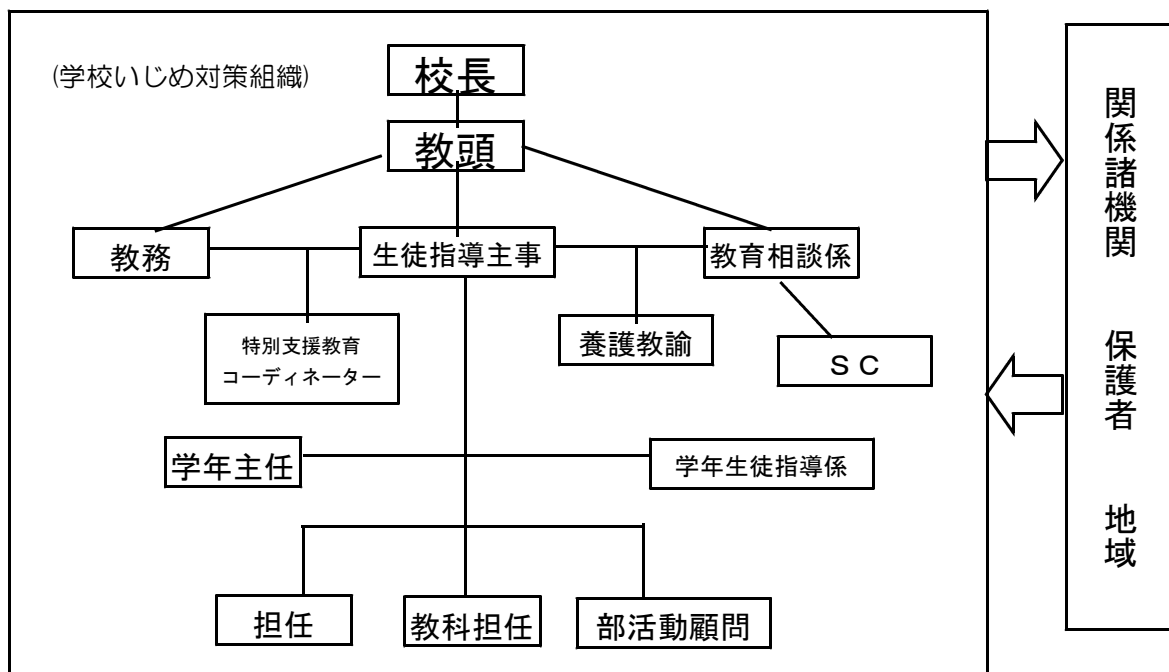 (学校いじめ対策組織)
校長
教頭
教務
生徒指導主事
教育相談係
特別支援教育
コーディネーター
養護教諭
ＳＣ
学年主任
学年生徒指導係
担任
教科担任
部活動顧問
関係諸機関
保護者
地域